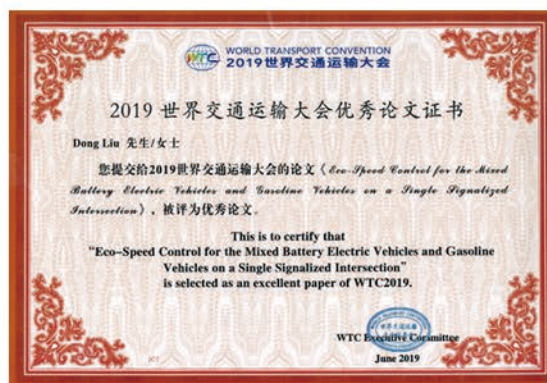 WTC
WORLD TRANSPORT CONVENTION
2019世界交通运输大会
2019 世界交通运输大会优秀论文证书
Dong Liu 先生/女士
您提交给2019世界交通运输大会的论文《Eco-Speed Control for the Mixed
Battery Electric Vehicles and Gasoline Vehicles on a Single Signalized
Intersection》，被评为优秀论文。
This is to certify that
“Eco-Speed Control for the Mixed Battery Electric Vehicles and Gasoline
Vehicles on a Single Signalized Intersection”
is selected as an excellent paper of WTC2019.
WTC Executive Committee
June 2019